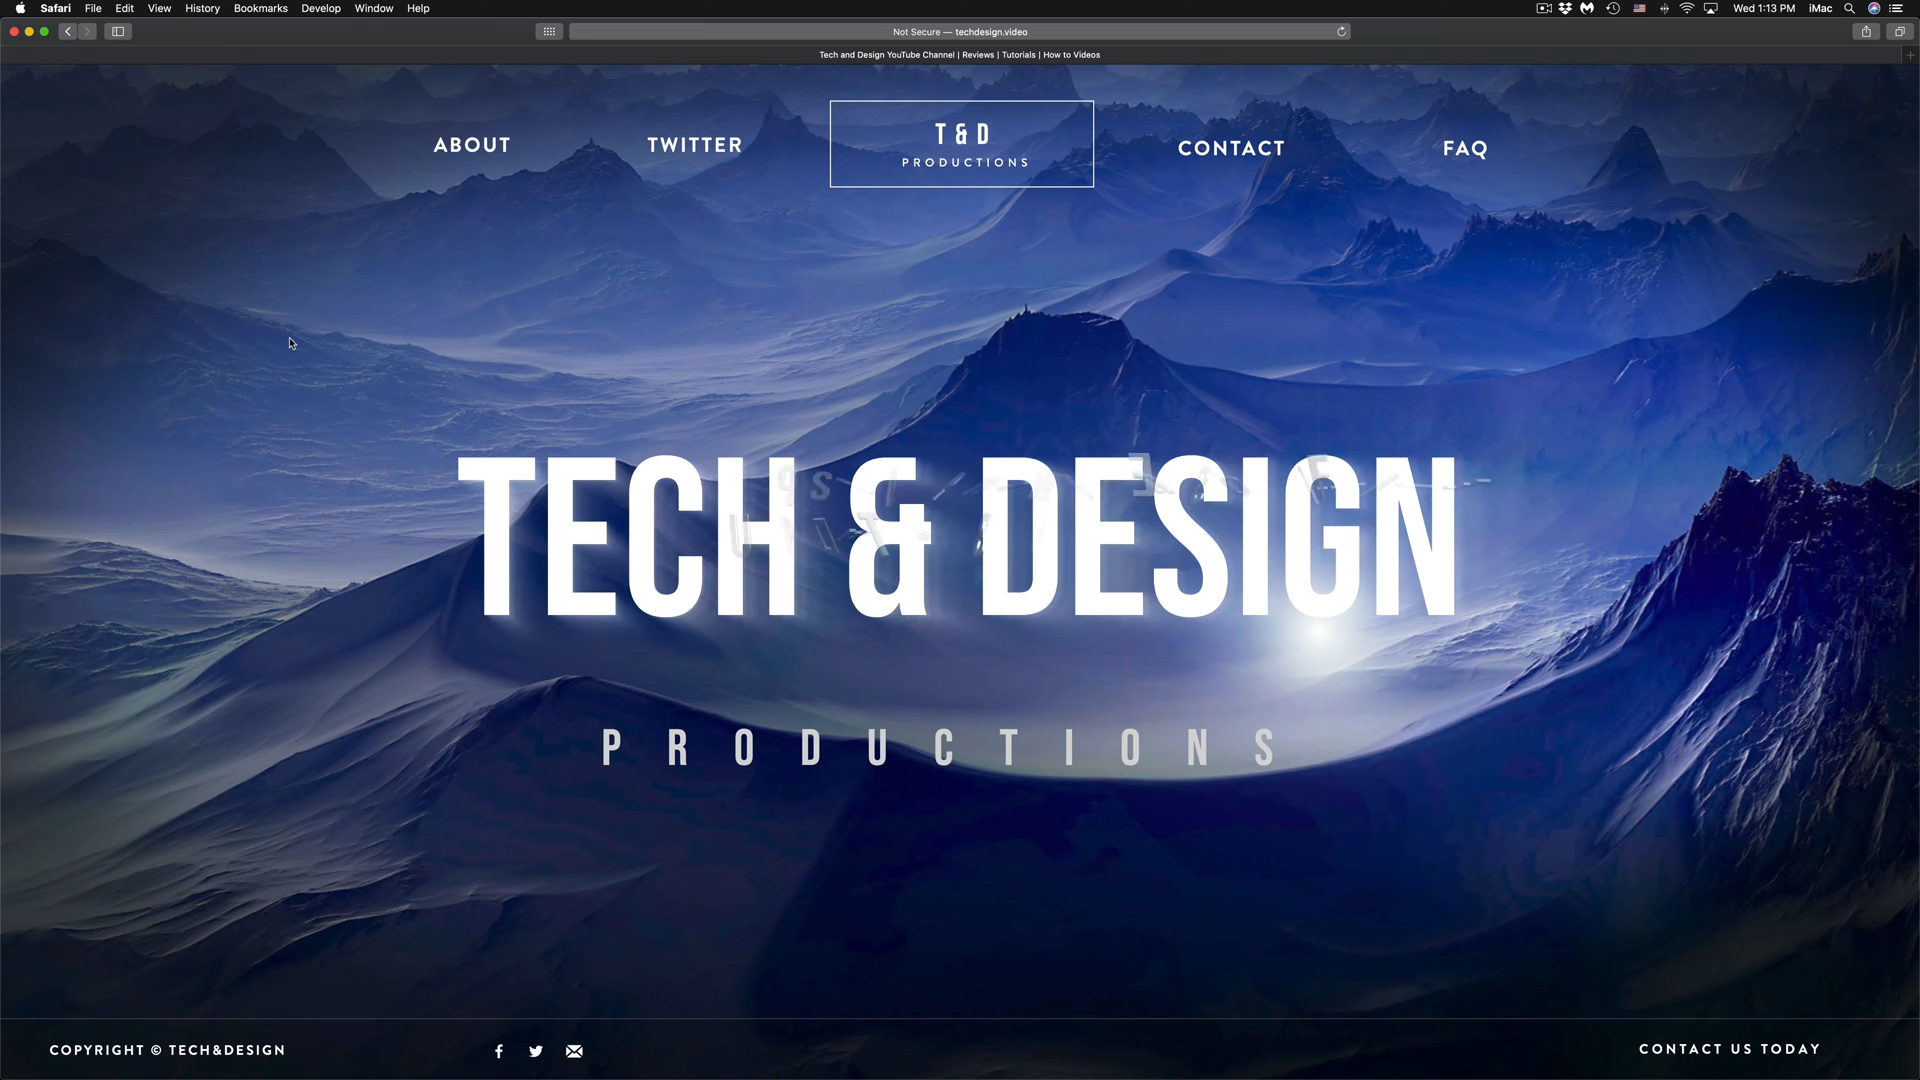 Safari File Edit View History Bookmarks Develop Window Help Wed 1:13 PM iMac
Not Secure — techdesign.video
Tech and Design YouTube Channel | Reviews | Tutorials | How to Videos
ABOUT TWITTER T & D CONTACT FAQ
PRODUCTIONS
TECH & DESIGN
PRODUCTIONS
COPYRIGHT © TECH&DESIGN CONTACT US TODAY